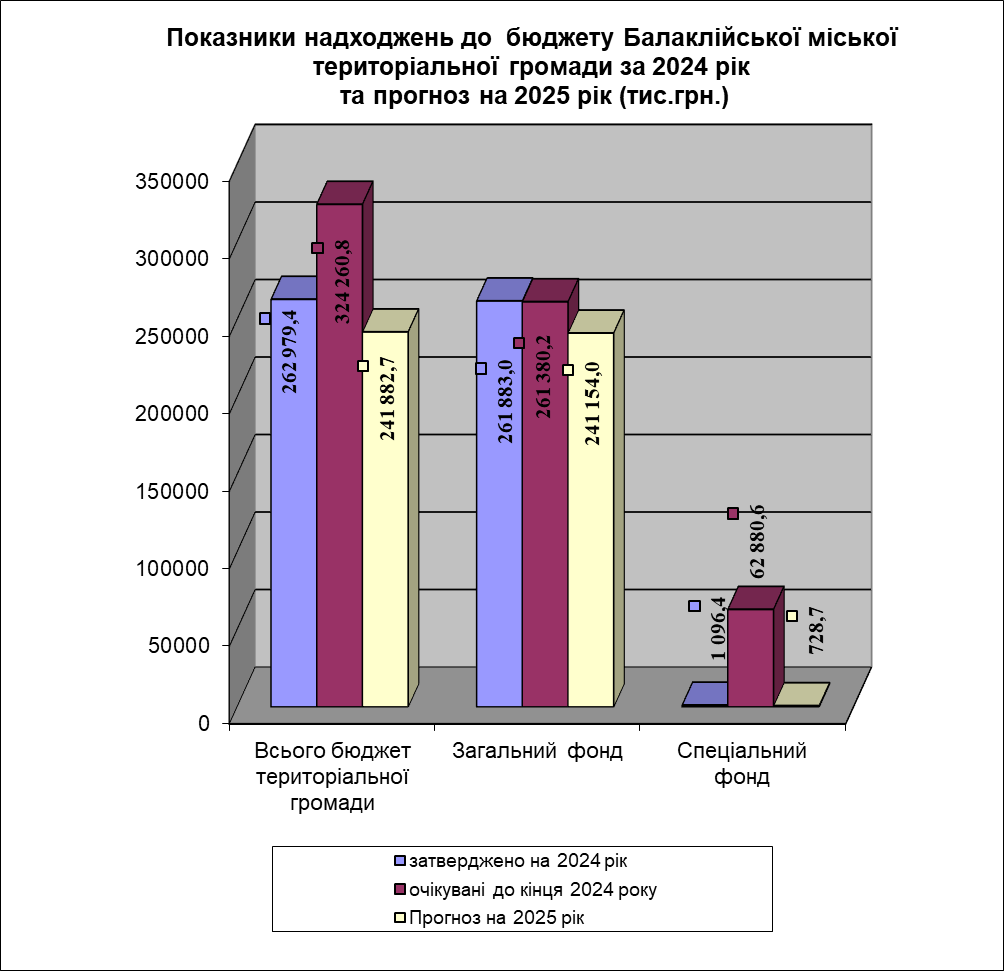 Показники надходжень до бюджету Балаклійської міської
територіальної громади за 2024 рік
та прогноз на 2025 рік (тис.грн.)
350000
300000
250000
200000
150000
100000
50000
0
262 979,4
324 260,8
241 882,7
261 883,0
261 380,2
241 154,0
1 096,4
62 880,6
728,7
Всього бюджет
територіальної
громади
Загальний фонд
Спеціальний
фонд
затверджено на 2024 рік
очікувані до кінця 2024 року
Прогноз на 2025 рік